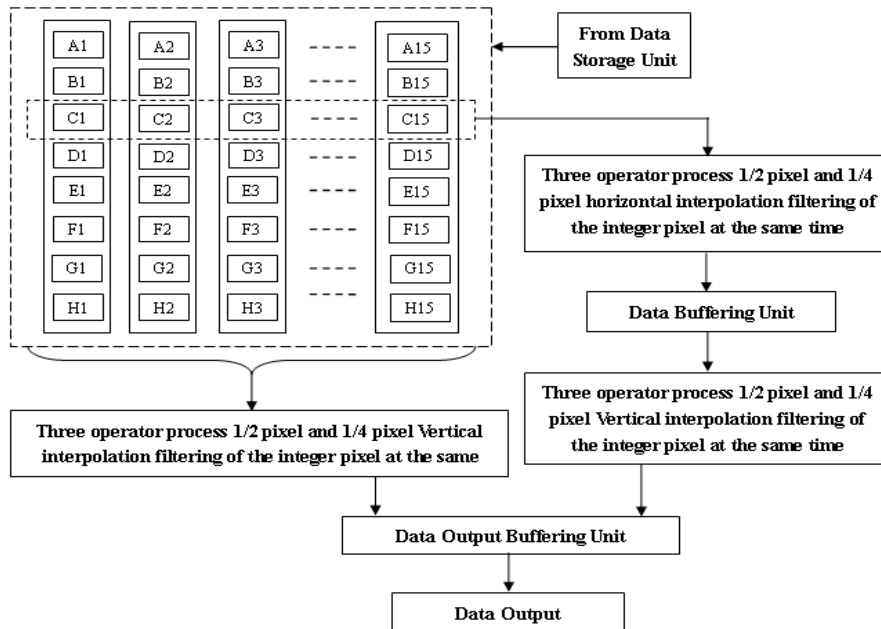 A1 A2 A3 A15
B1 B2 B3 B15
C1 C2 C3 C15
D1 D2 D3 D15
E1 E2 E3 E15
F1 F2 F3 F15
G1 G2 G3 G15
H1 H2 H3 H15
From Data
Storage Unit
Three operator process 1/2 pixel and 1/4
pixel horizontal interpolation filtering of
the integer pixel at the same time
Data Buffering Unit
Three operator process 1/2 pixel and 1/4
pixel Vertical interpolation filtering of
the integer pixel at the same time
Three operator process 1/2 pixel and 1/4 pixel Vertical
interpolation filtering of the integer pixel at the same
Data Output Buffering Unit
Data Output